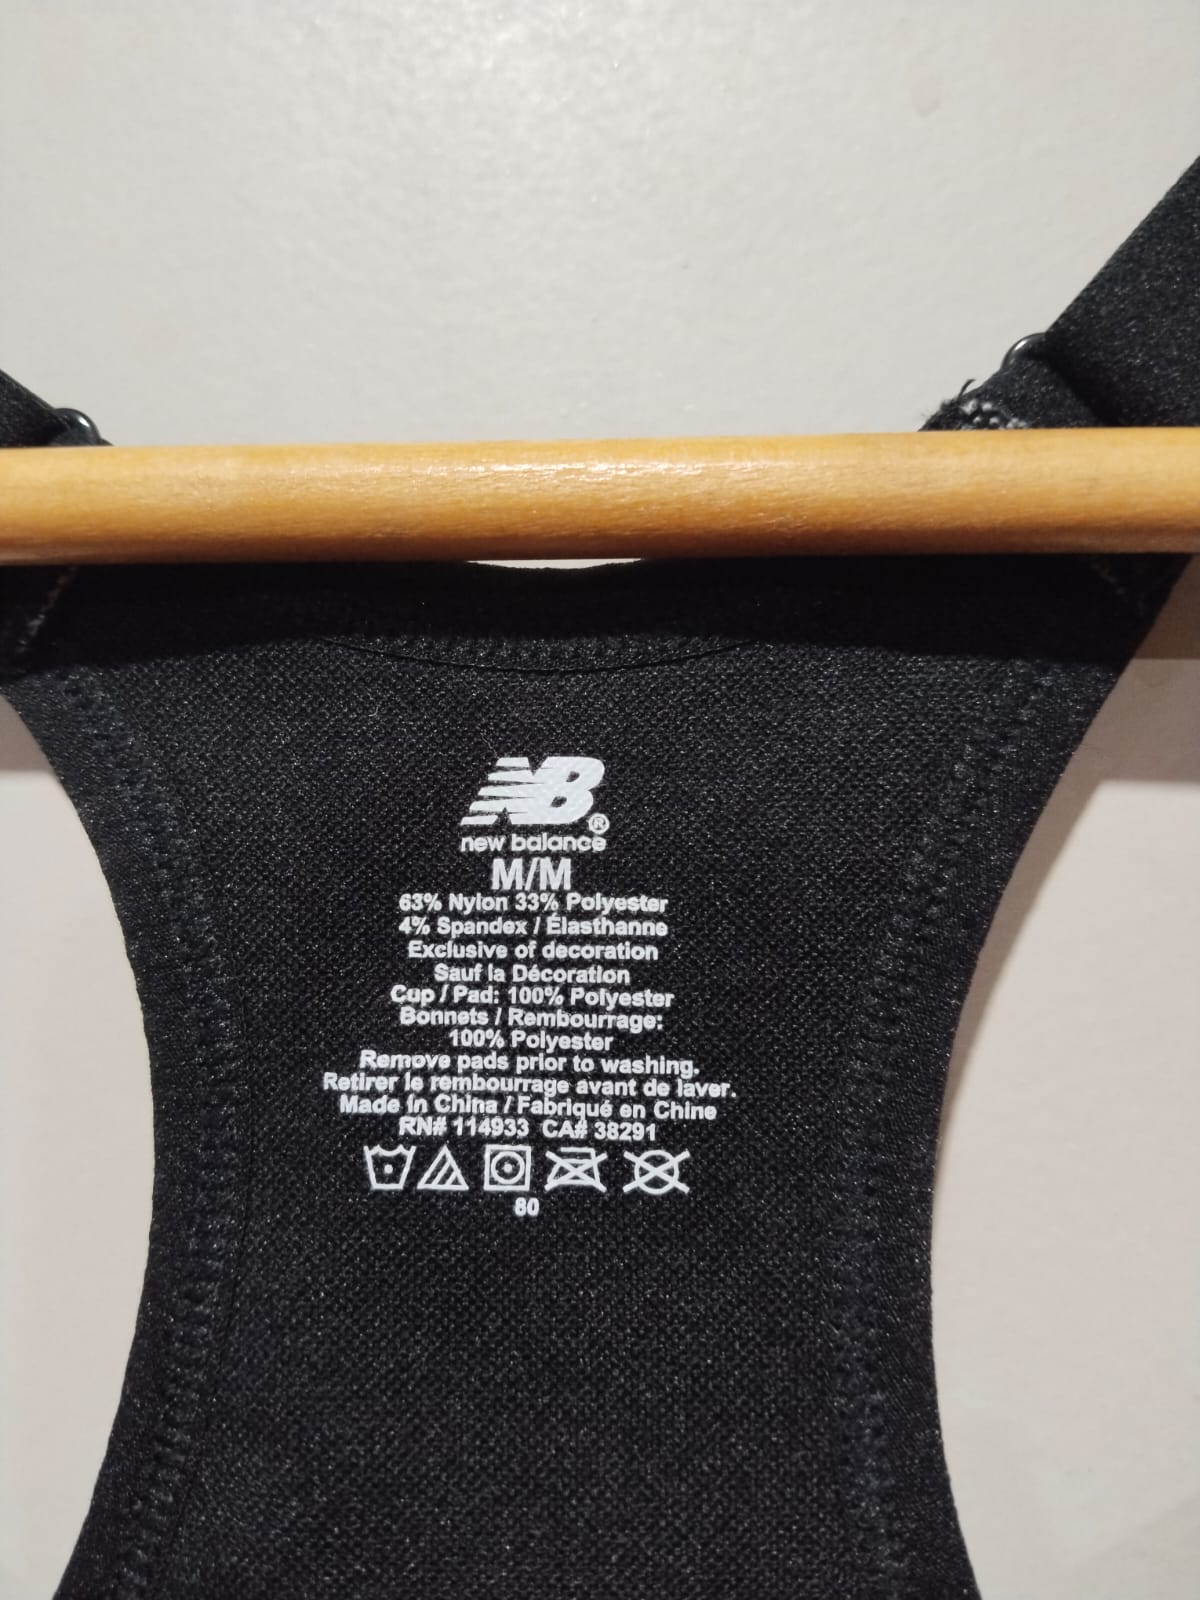 NB®
new balance
M/M
63% Nylon 33% Polyester
4% Spandex / Élasthanne
Exclusive of decoration
Sauf la Décoration
Cup / Pad: 100% Polyester
Bonnets / Rembourrage:
100% Polyester
Remove pads prior to washing.
Retirer le rembourrage avant de laver.
Made in China / Fabriqué en Chine
RN# 114933 CA# 38291
80